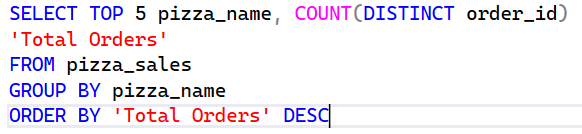 SELECT TOP 5 pizza_name, COUNT(DISTINCT order_id)
'Total Orders'
FROM pizza_sales
GROUP BY pizza_name
ORDER BY 'Total Orders' DESC